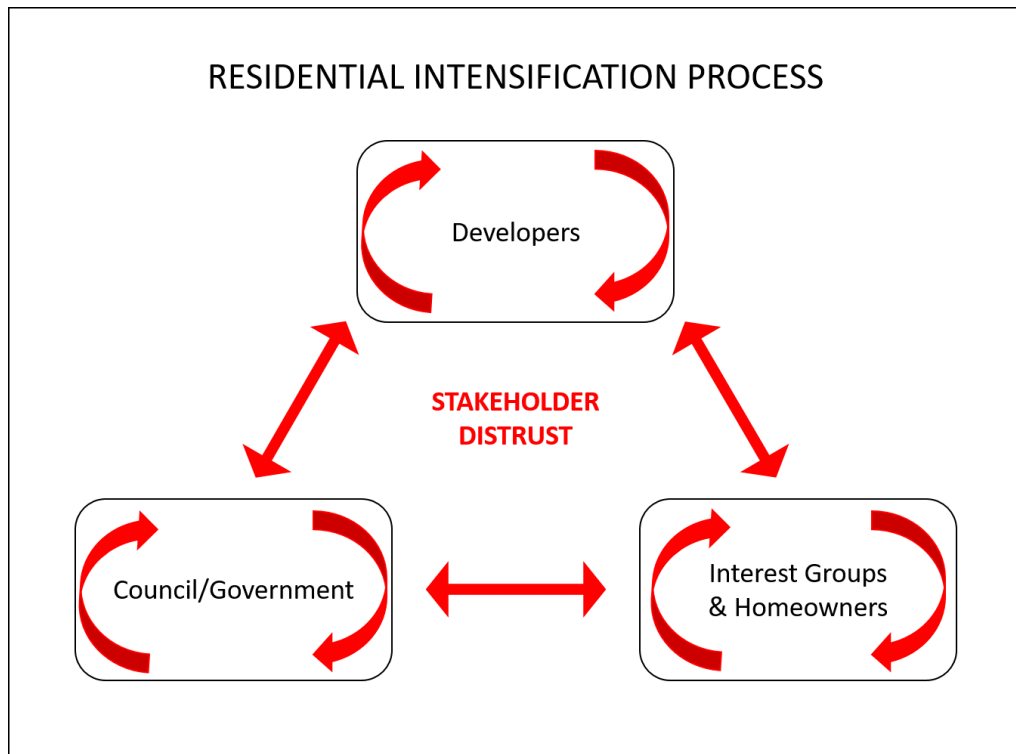 RESIDENTIAL INTENSIFICATION PROCESS
Developers
STAKEHOLDER
DISTRUST
Council/Government
Interest Groups
& Homeowners